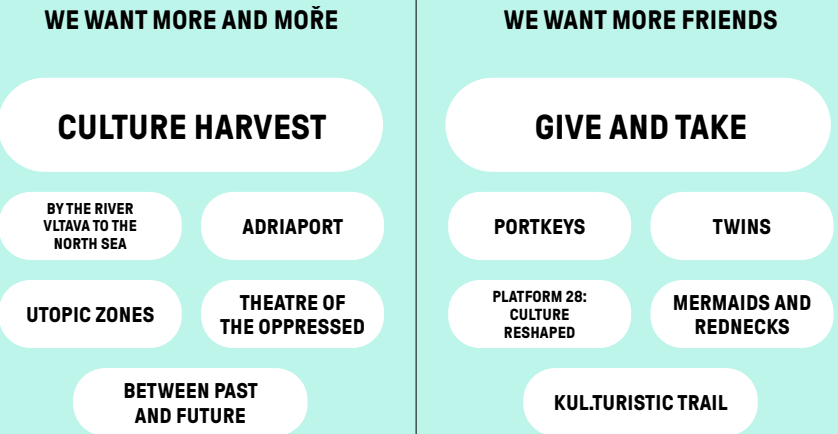 WE WANT MORE AND MOŘE
CULTURE HARVEST
BY THE RIVER
VLTAVA TO THE
NORTH SEA
ADRIAPORT
UTOPIC ZONES
THEATRE OF
THE OPPRESSED
BETWEEN PAST
AND FUTURE
WE WANT MORE FRIENDS
GIVE AND TAKE
PORTKEYS
TWINS
PLATFORM 28:
CULTURE
RESHAPED
MERMAIDS AND
REDNECKS
KUL.TURISTIC TRAIL